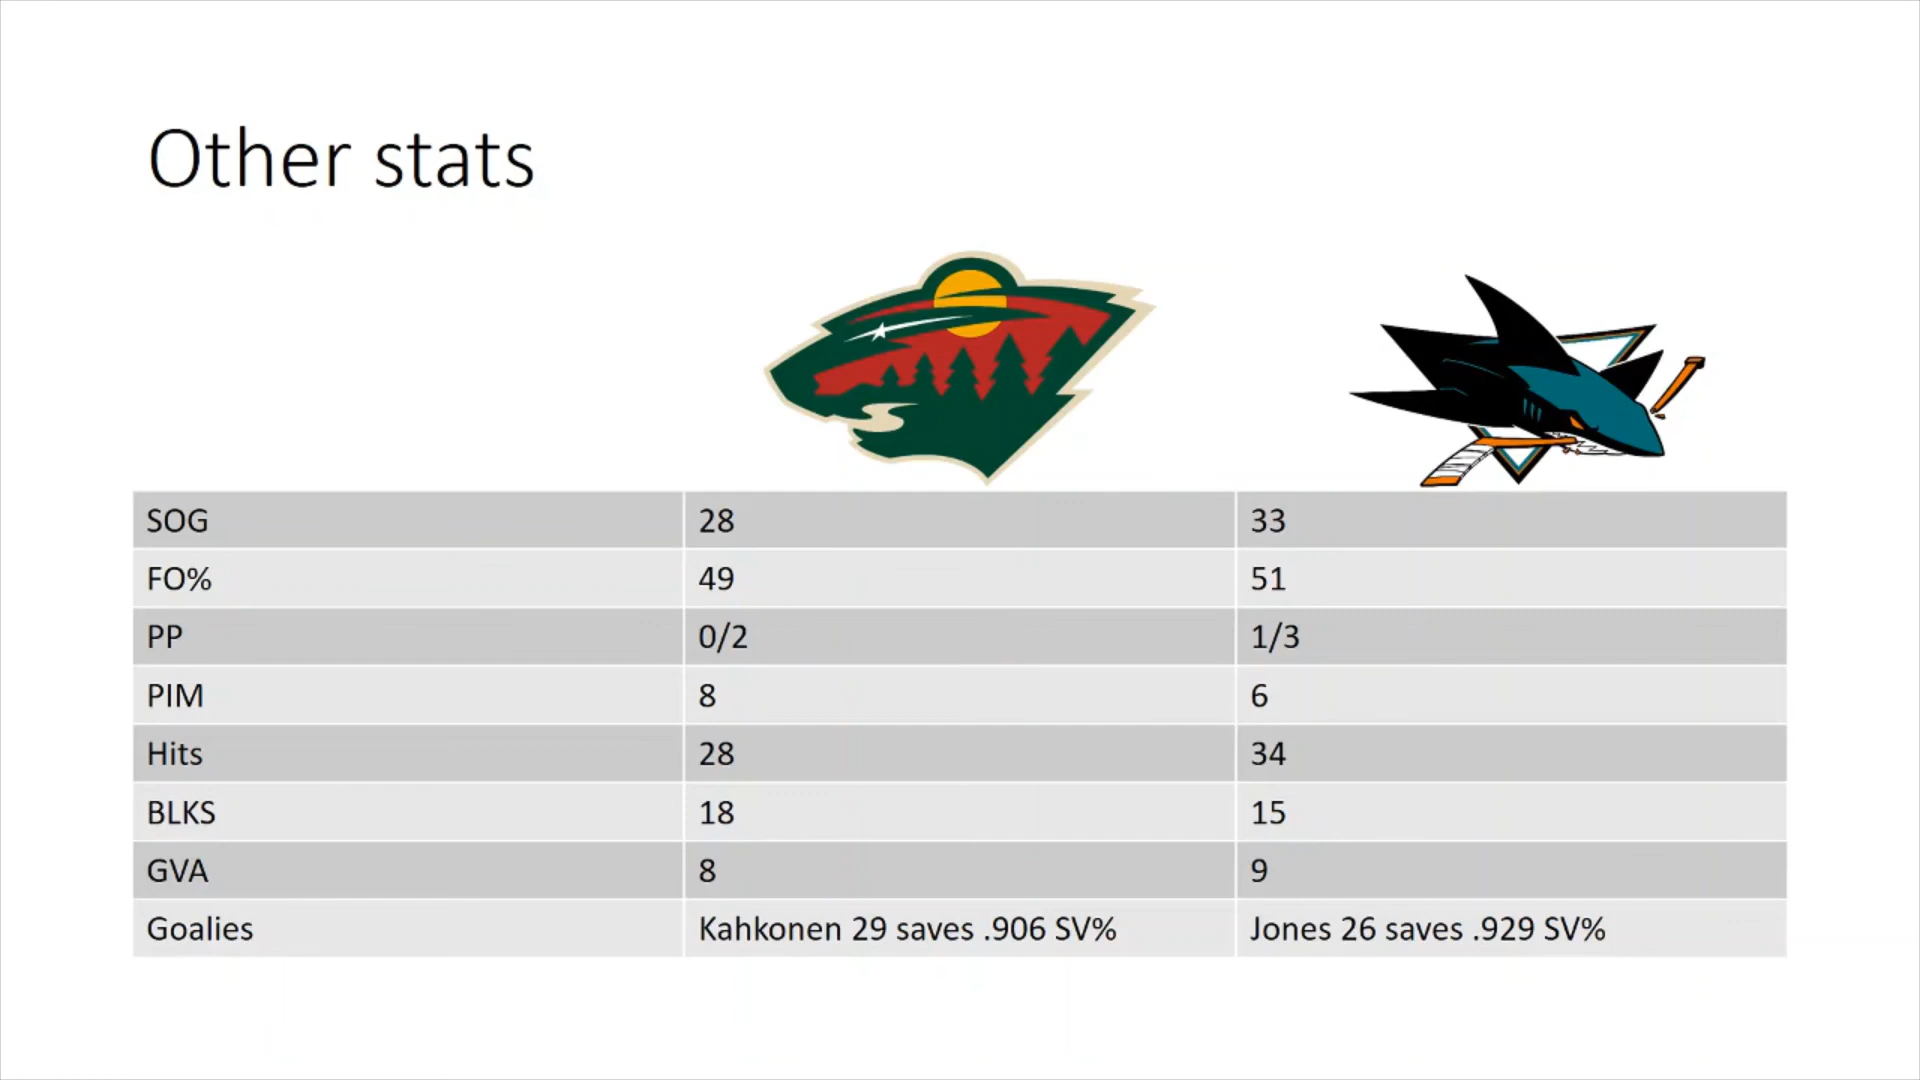 Other stats
SOG 28 33
FO% 49 51
PP 0/2 1/3
PIM 8 6
Hits 28 34
BLKS 18 15
GVA 8 9
Goalies Kahkonen 29 saves .906 SV% Jones 26 saves .929 SV%